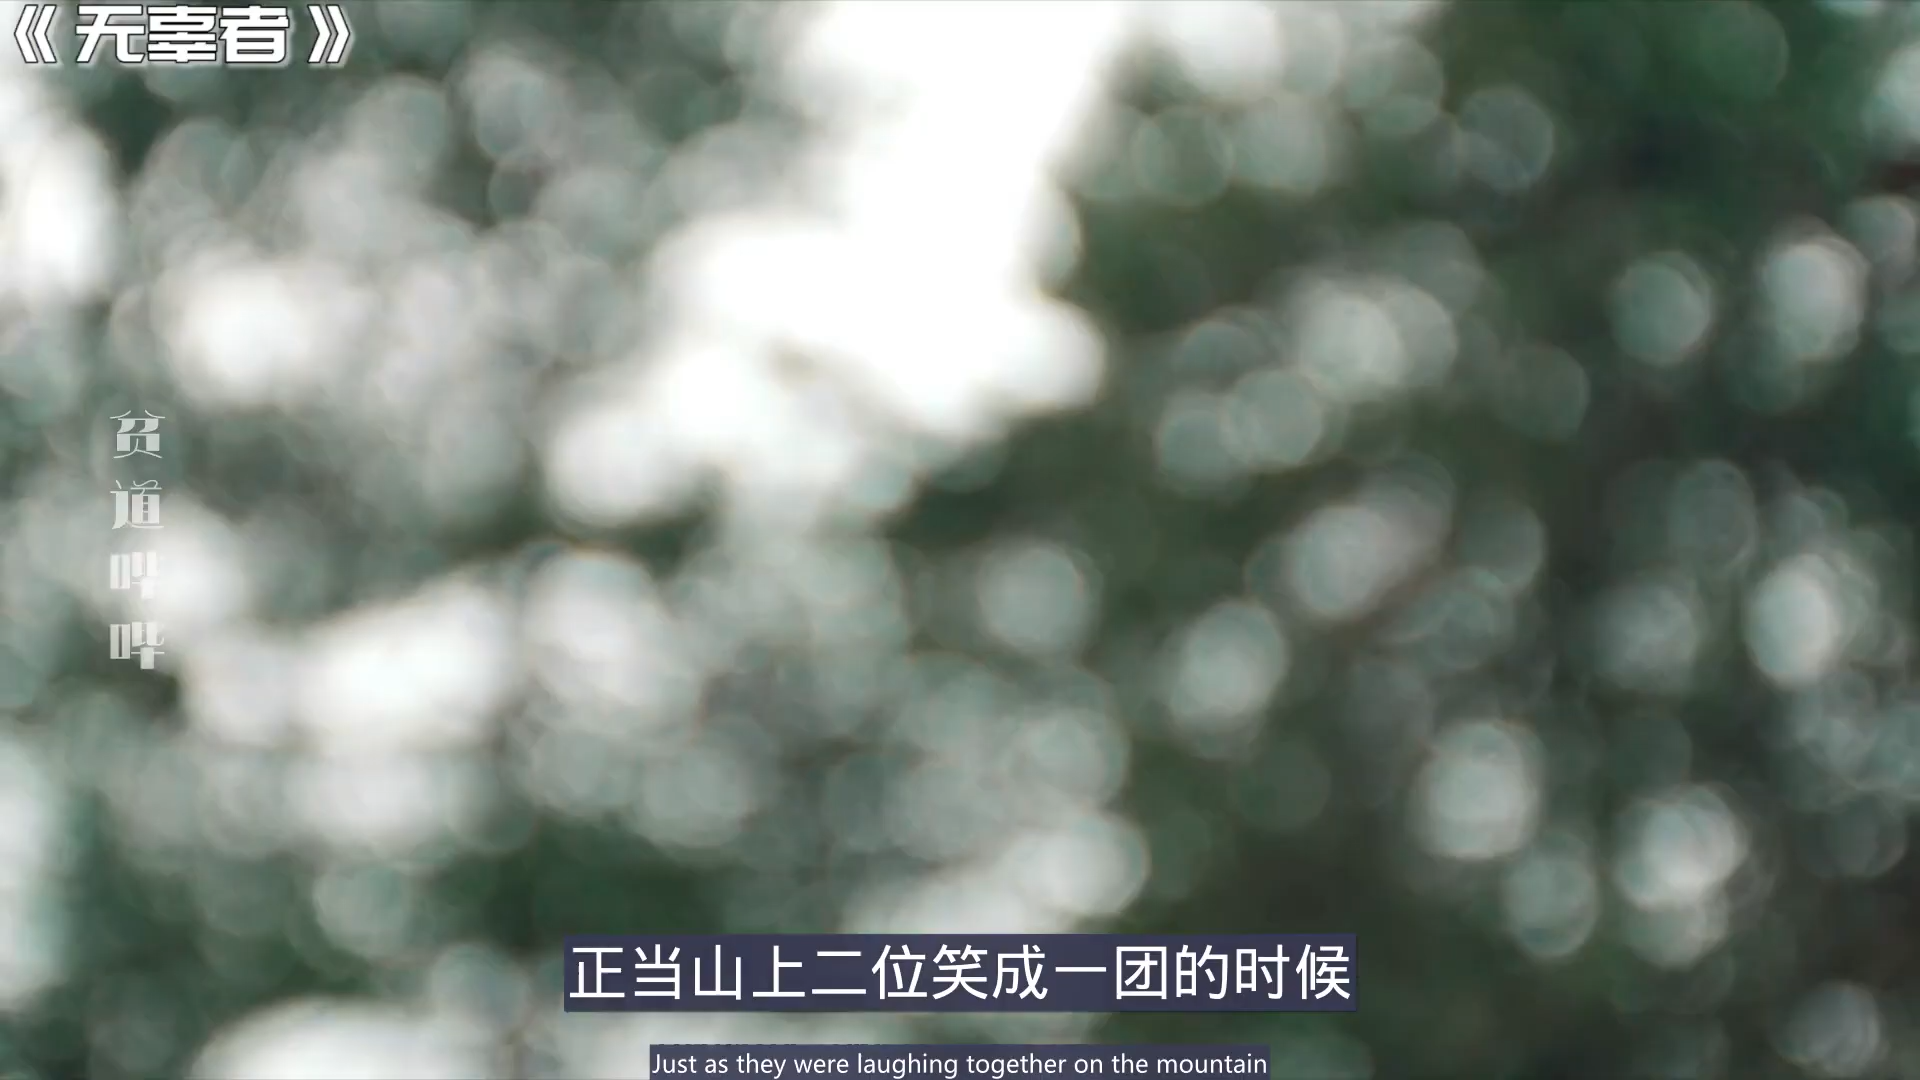 《无辜者》
贫道哔哔
正当山上二位笑成一团的时候
Just as they were laughing together on the mountain